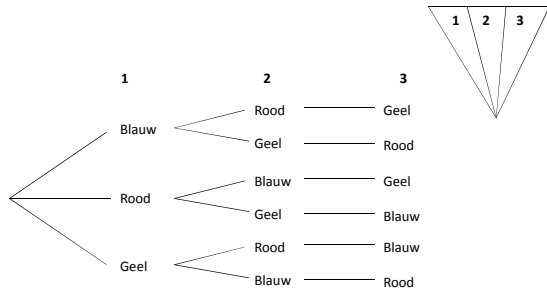 1 2 3
1 2 3
Rood Geel
Blauw
Geel Rood
Blauw Geel
Rood
Geel Blauw
Rood Blauw
Geel
Blauw Rood